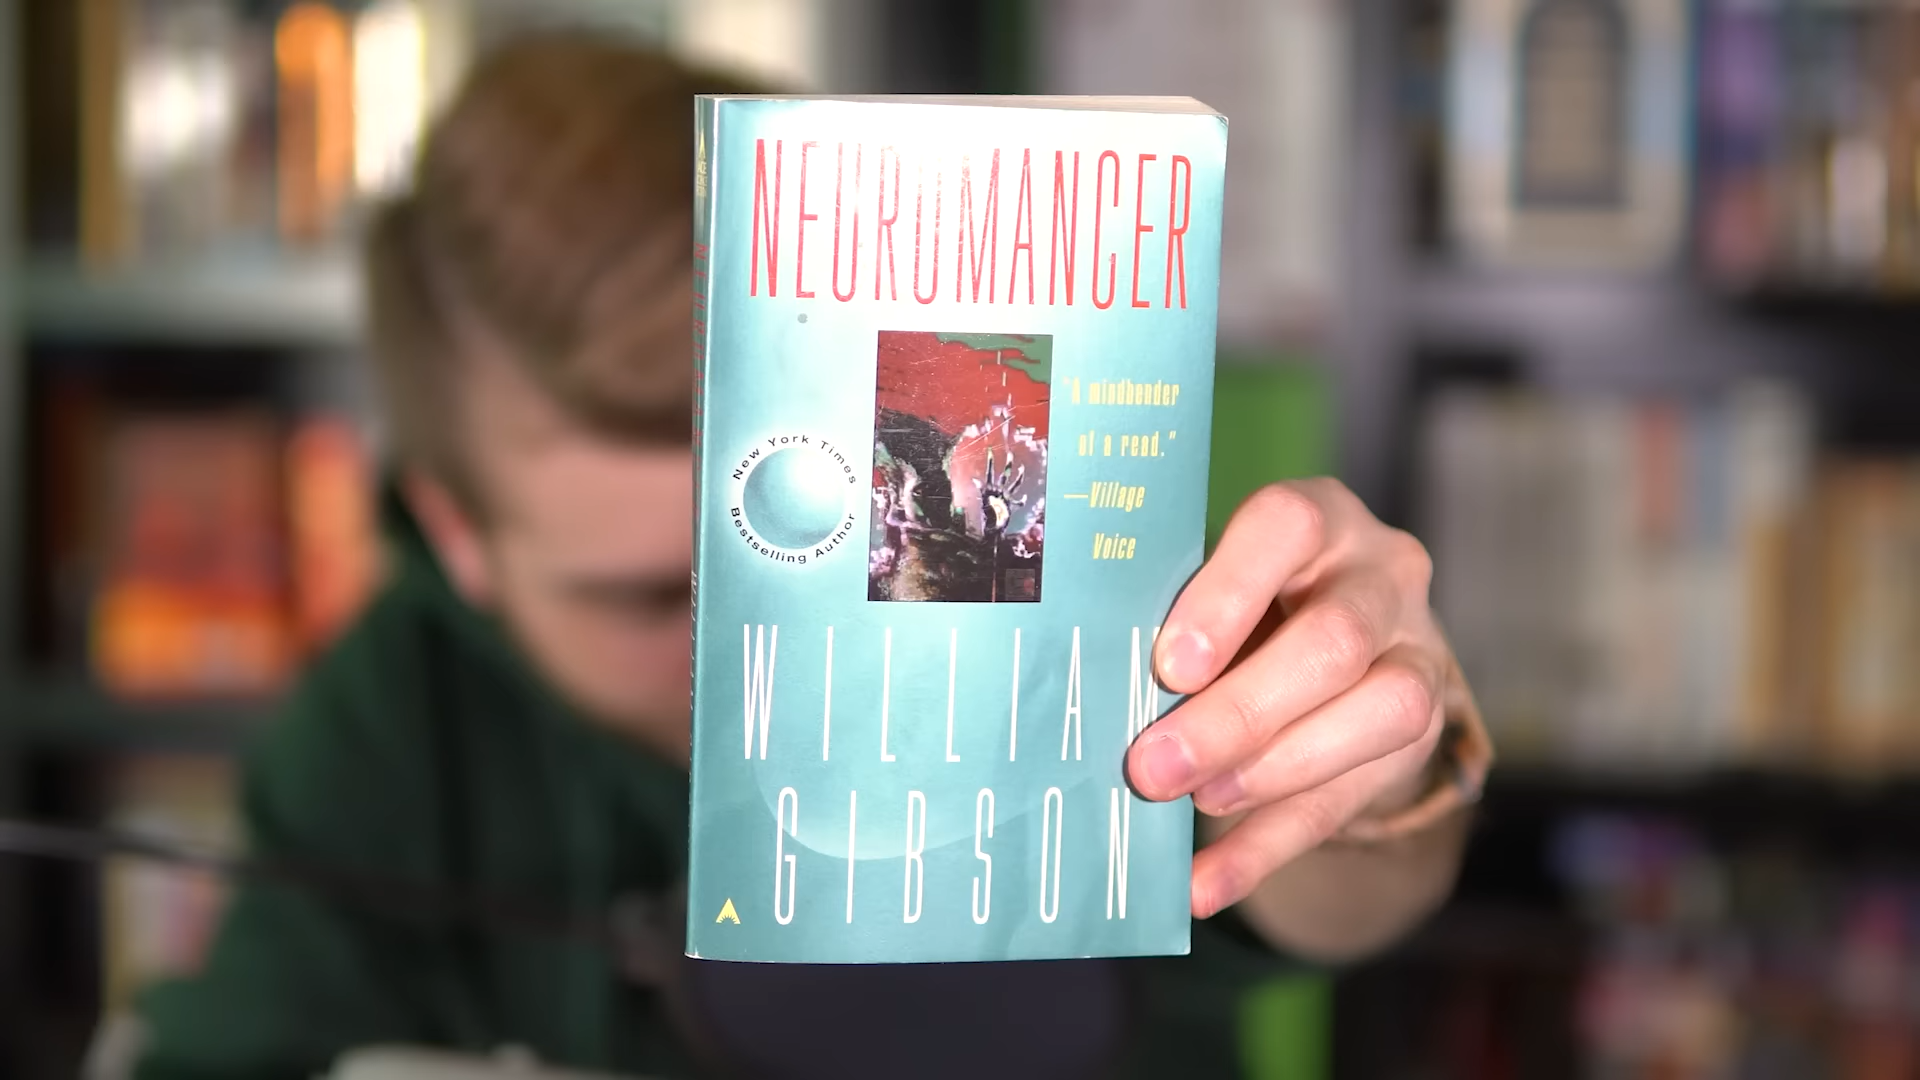 NEUROMANCER
"A mindbender
of a read."
—Village
Voice
New York Times
Bestselling Author
WILLIAM
GIBSON